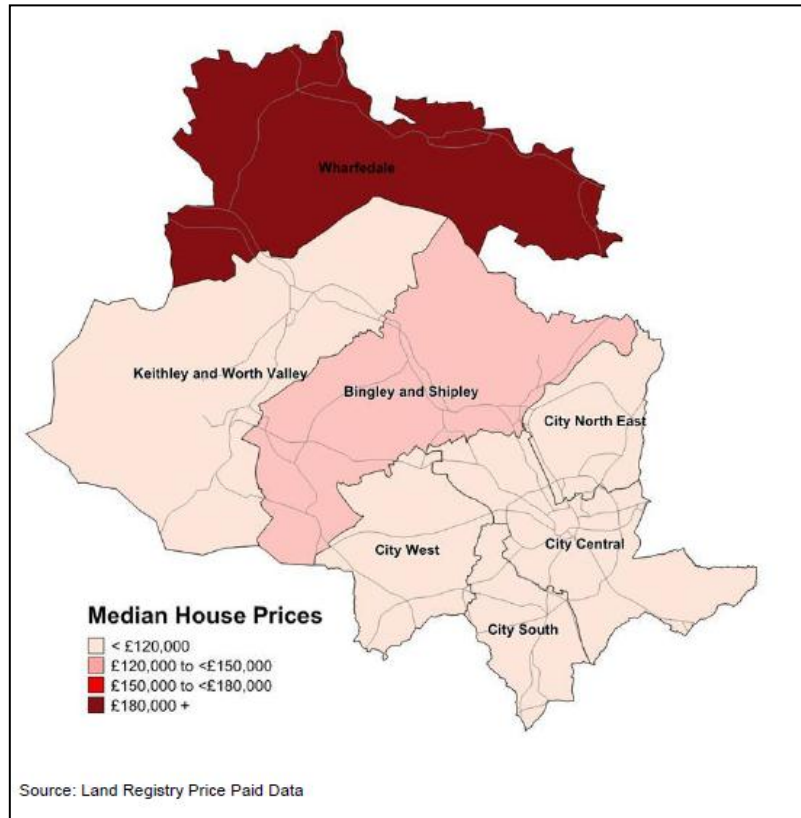 Wharfedale
Keithley and Worth Valley
Bingley and Shipley
City North East
City West
City Central
City South
Median House Prices
< £120,000
£120,000 to <£150,000
£150,000 to <£180,000
£180,000 +
Source: Land Registry Price Paid Data